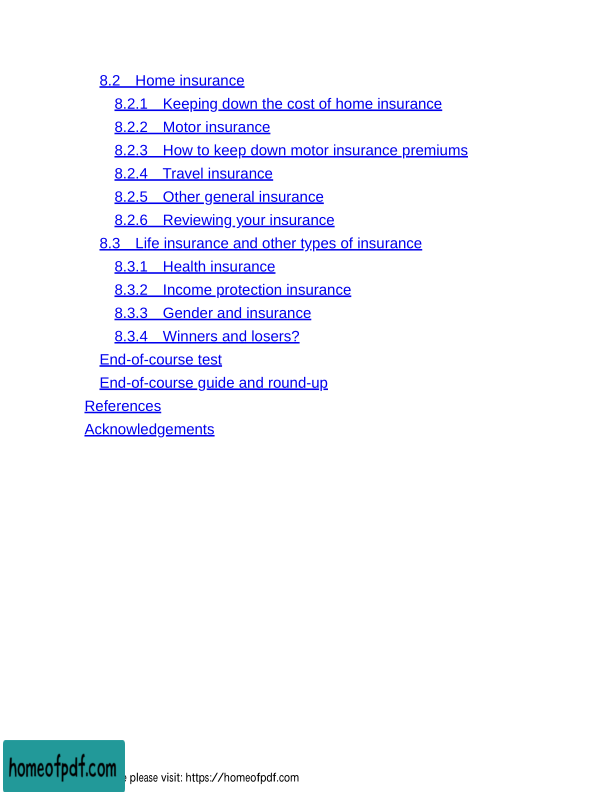 8.2 Home insurance
8.2.1 Keeping down the cost of home insurance
8.2.2 Motor insurance
8.2.3 How to keep down motor insurance premiums
8.2.4 Travel insurance
8.2.5 Other general insurance
8.2.6 Reviewing your insurance
8.3 Life insurance and other types of insurance
8.3.1 Health insurance
8.3.2 Income protection insurance
8.3.3 Gender and insurance
8.3.4 Winners and losers?
End-of-course test
End-of-course guide and round-up
References
Acknowledgements
homeofpdf.com
please visit: https://homeofpdf.com